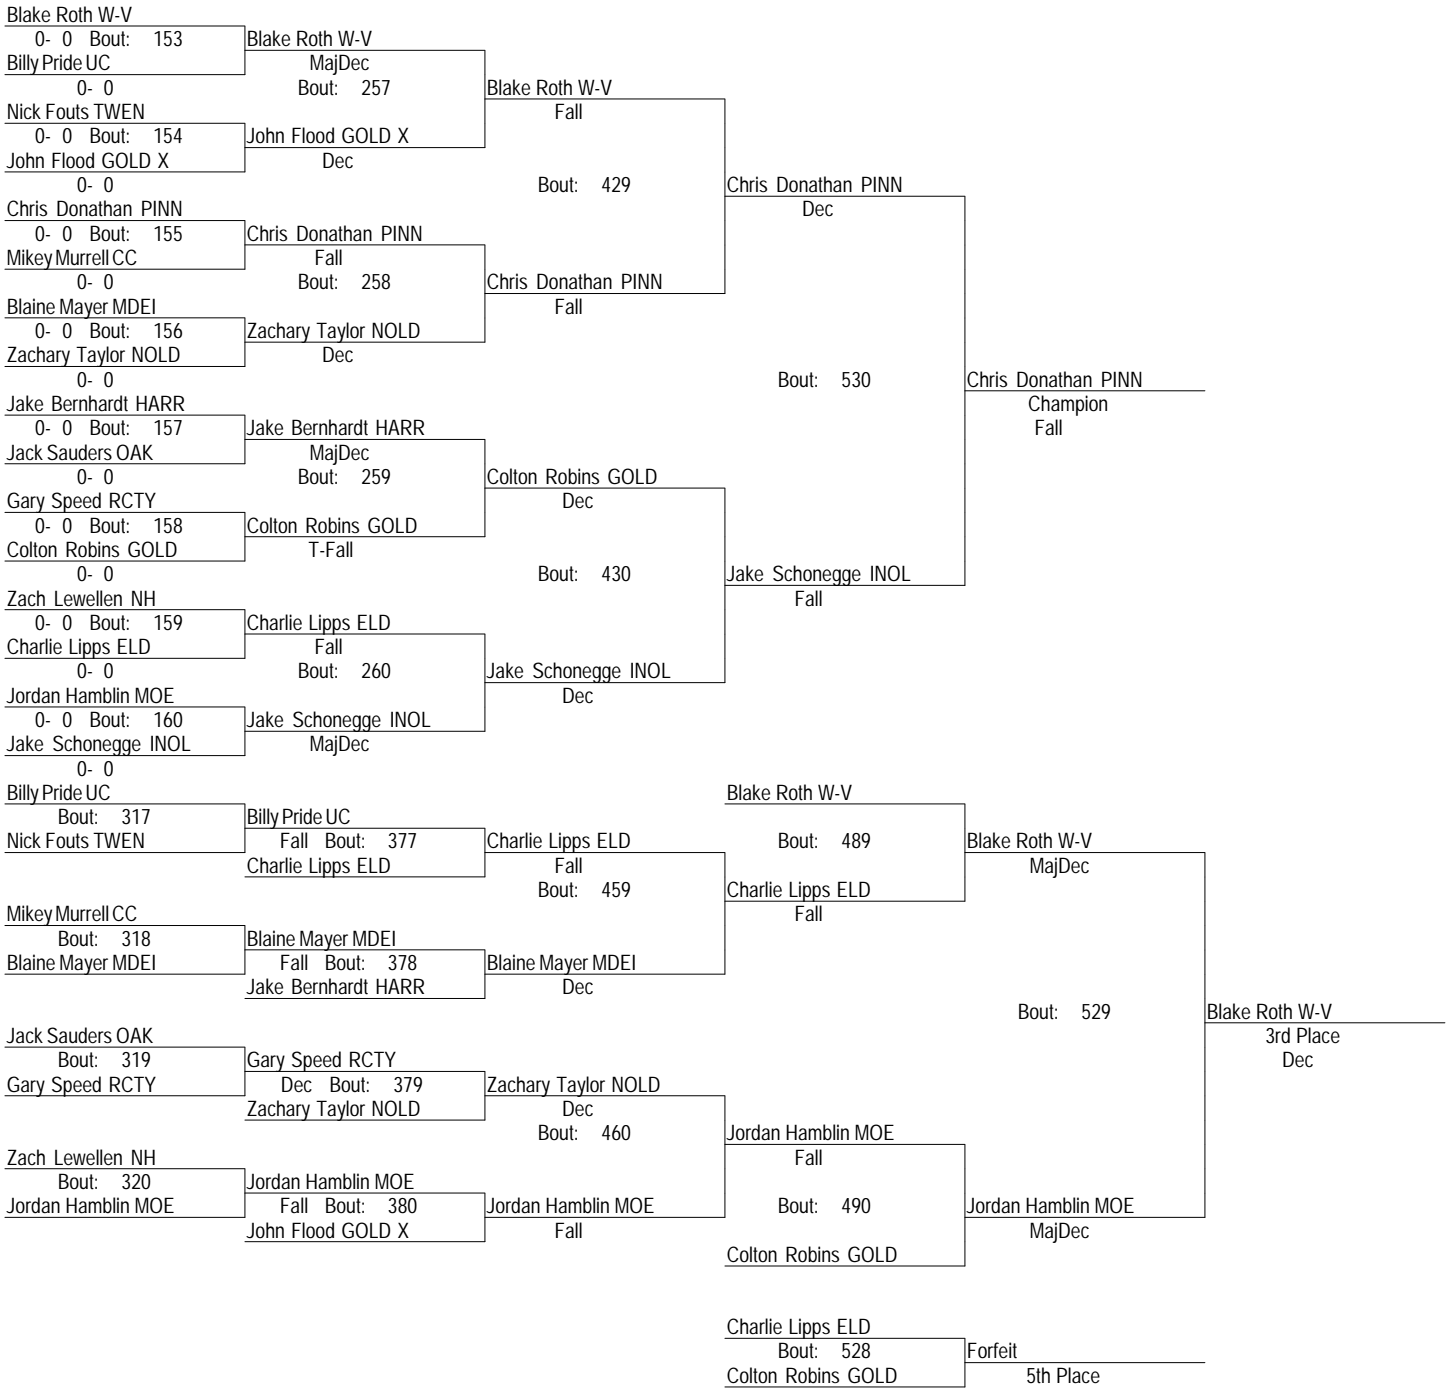 Blake Roth W-V
0- 0 Bout: 153 Blake Roth W-V
Billy Pride UC MajDec
0- 0 Bout: 257 Blake Roth W-V
Nick Fouts TWEN Fall
0- 0 Bout: 154 John Flood GOLD X
John Flood GOLD X Dec
0- 0 Bout: 429 Chris Donathan PINN
Chris Donathan PINN Dec
0- 0 Bout: 155 Chris Donathan PINN
Mikey Murrell CC Fall
0- 0 Bout: 258 Chris Donathan PINN
Blaine Mayer MDEI Fall
0- 0 Bout: 156 Zachary Taylor NOLD
Zachary Taylor NOLD Dec
0- 0 Bout: 530 Chris Donathan PINN
Jake Bernhardt HARR Champion
0- 0 Bout: 157 Jake Bernhardt HARR Fall
Jack Sauders OAK MajDec
0- 0 Bout: 259 Colton Robins GOLD
Gary Speed RCTY Dec
0- 0 Bout: 158 Colton Robins GOLD
Colton Robins GOLD T-Fall
0- 0 Bout: 430 Jake Schonegge INOL
Zach Lewellen NH Fall
0- 0 Bout: 159 Charlie Lipps ELD
Charlie Lipps ELD Fall
0- 0 Bout: 260 Jake Schonegge INOL
Jordan Hamblin MOE Dec
0- 0 Bout: 160 Jake Schonegge INOL
Jake Schonegge INOL MajDec
0- 0
Billy Pride UC Blake Roth W-V
Bout: 317 Billy Pride UC
Nick Fouts TWEN Fall Bout: 377 Charlie Lipps ELD Bout: 489 Blake Roth W-V
Charlie Lipps ELD Fall MajDec
Bout: 459 Charlie Lipps ELD
Mikey Murrell CC Fall
Bout: 318 Blaine Mayer MDEI
Blaine Mayer MDEI Fall Bout: 378 Blaine Mayer MDEI
Jake Bernhardt HARR Dec
Bout: 529 Blake Roth W-V
Jack Sauders OAK 3rd Place
Bout: 319 Gary Speed RCTY Dec
Gary Speed RCTY Dec Bout: 379 Zachary Taylor NOLD
Zachary Taylor NOLD Dec
Bout: 460 Jordan Hamblin MOE
Zach Lewellen NH Fall
Bout: 320 Jordan Hamblin MOE
Jordan Hamblin MOE Fall Bout: 380 Jordan Hamblin MOE Bout: 490 Jordan Hamblin MOE
John Flood GOLD X Fall MajDec
Colton Robins GOLD
Charlie Lipps ELD
Bout: 528 Forfeit
Colton Robins GOLD 5th Place